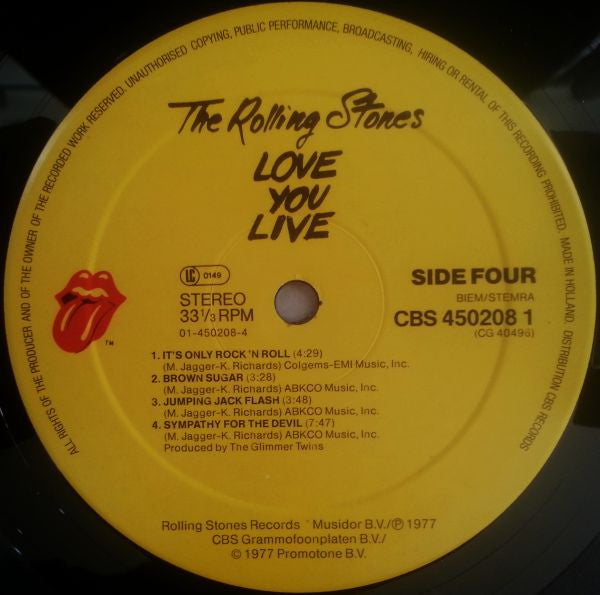 ALL RIGHTS OF THE PRODUCER AND OF THE OWNER OF THE RECORDED WORK RESERVED. UNAUTHORISED COPYING, PUBLIC PERFORMANCE, BROADCASTING, HIRING OR RENTAL OF THIS RECORDING PROHIBITED. MADE IN HOLLAND. DISTRIBUTION CBS RECORDS
The Rolling Stones
LOVE
YOU
LIVE
LC 0149
STEREO
33 1/3 RPM
01-450208-4
SIDE FOUR
BIEM/STEMRA
CBS 450208 1
(CG 40496)
TM
1. IT'S ONLY ROCK 'N ROLL (4:29)
(M. Jagger-K. Richards) Colgems-EMI Music, Inc.
2. BROWN SUGAR (3:28)
(M. Jagger-K. Richards) ABKCO Music, Inc.
3. JUMPING JACK FLASH (3:48)
(M. Jagger-K. Richards) ABKCO Music, Inc.
4. SYMPATHY FOR THE DEVIL (7:47)
(M. Jagger-K. Richards) ABKCO Music, Inc.
Produced by The Glimmer Twins
Rolling Stones Records ' Musidor B.V./℗ 1977
CBS Grammofoonplaten B.V./
© 1977 Promotone B.V.